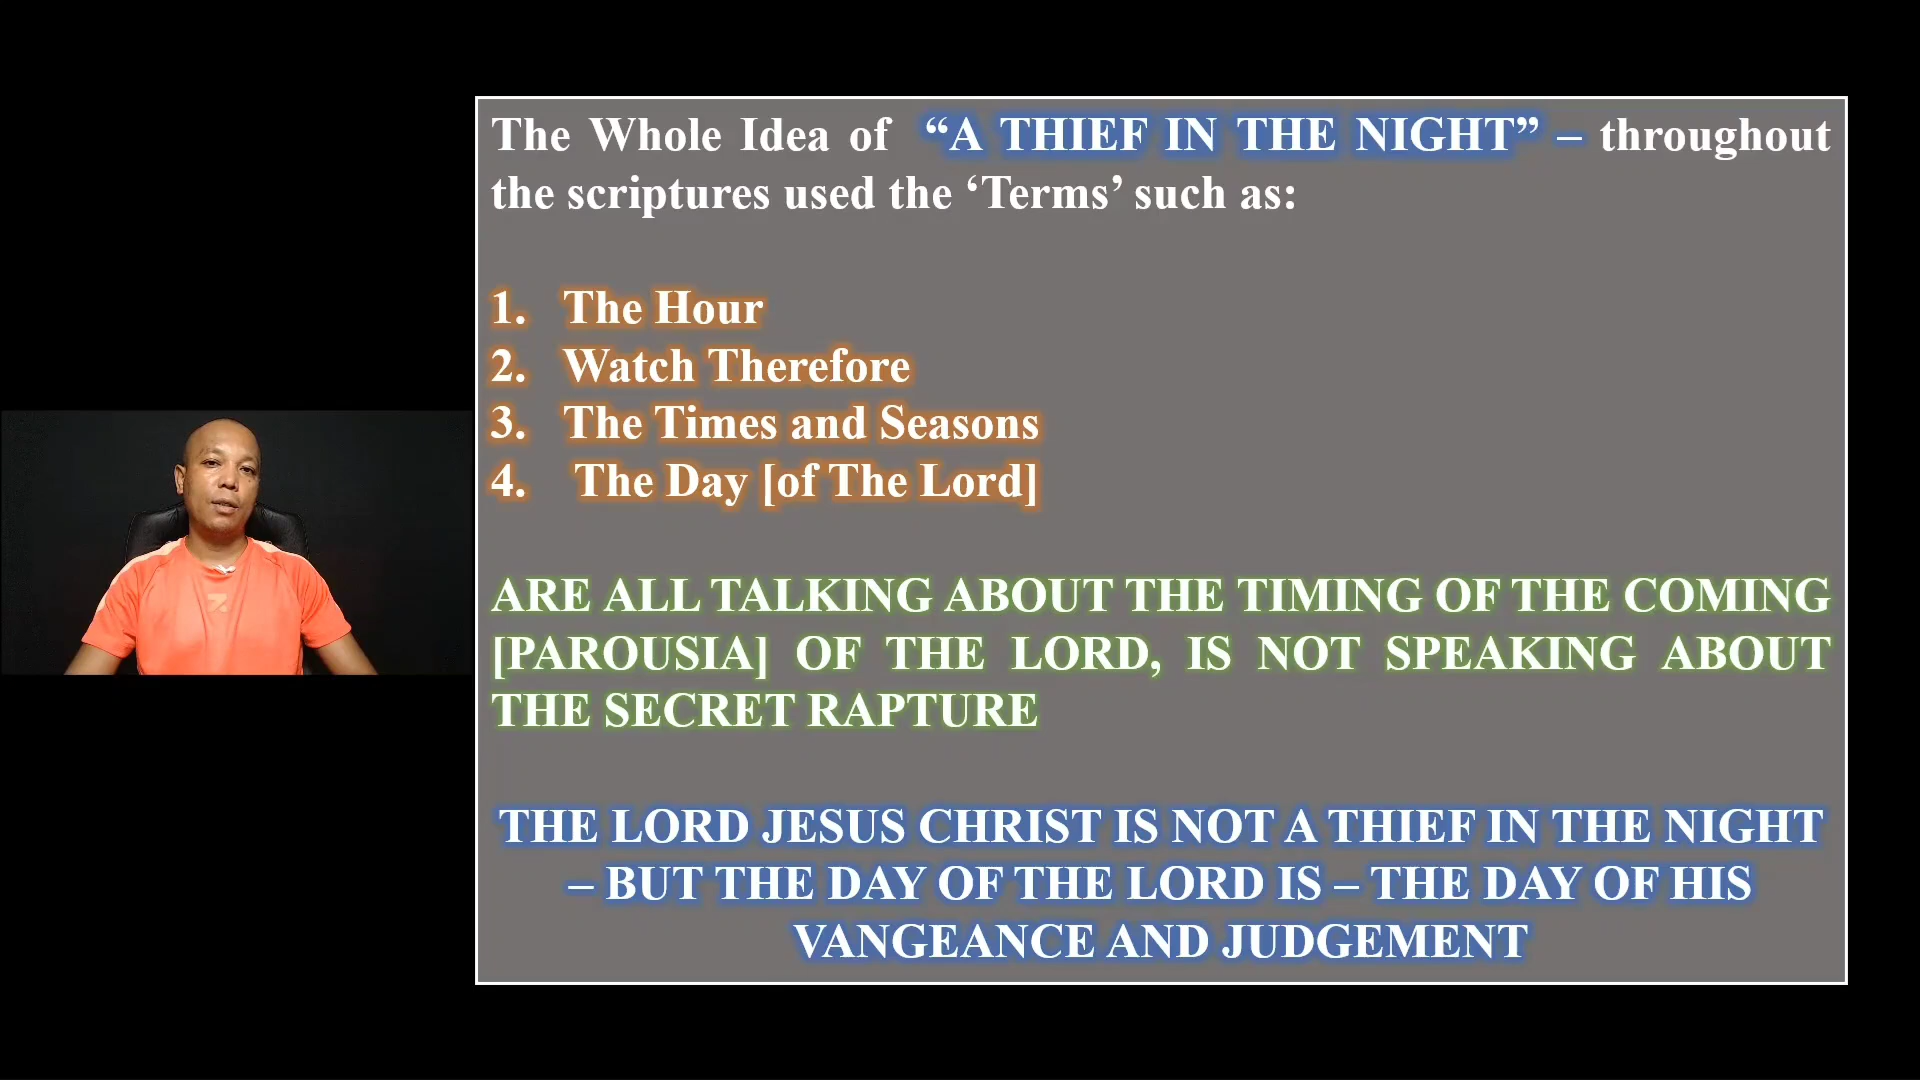 The Whole Idea of “A THIEF IN THE NIGHT” – throughout
the scriptures used the ‘Terms’ such as:
1. The Hour
2. Watch Therefore
3. The Times and Seasons
4. The Day [of The Lord]
ARE ALL TALKING ABOUT THE TIMING OF THE COMING
[PAROUSIA] OF THE LORD, IS NOT SPEAKING ABOUT
THE SECRET RAPTURE
THE LORD JESUS CHRIST IS NOT A THIEF IN THE NIGHT
– BUT THE DAY OF THE LORD IS – THE DAY OF HIS
VANGEANCE AND JUDGEMENT